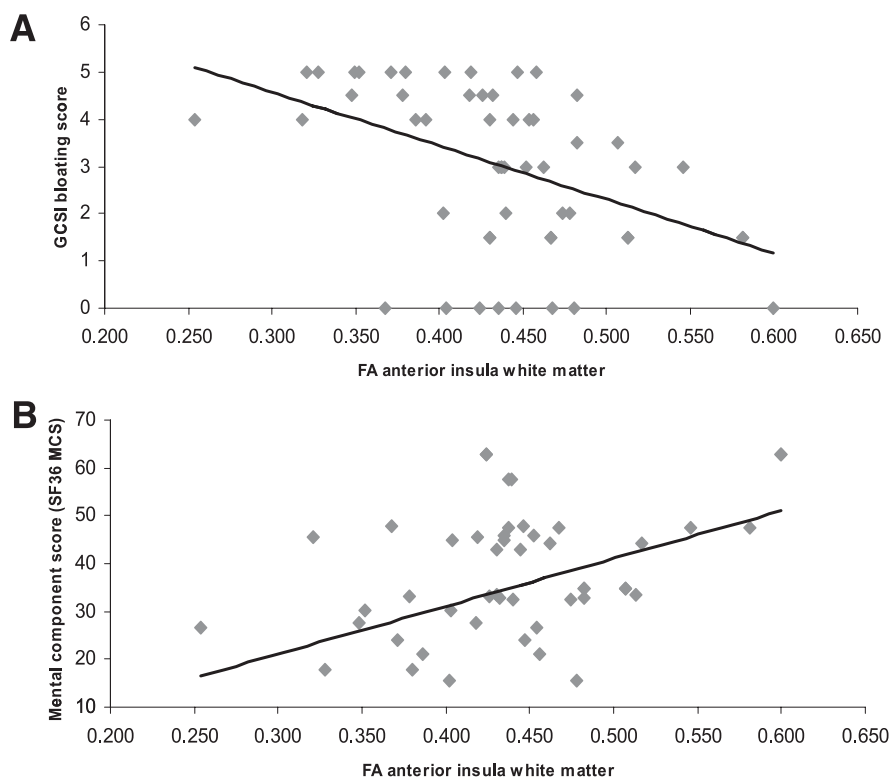 A
6
5
4
3
2
1
0
GCSI bloating score
0.200 0.250 0.300 0.350 0.400 0.450 0.500 0.550 0.600 0.650
FA anterior insula white matter
B
70
60
50
40
30
20
10
Mental component score (SF36 MCS)
0.200 0.250 0.300 0.350 0.400 0.450 0.500 0.550 0.600 0.650
FA anterior insula white matter